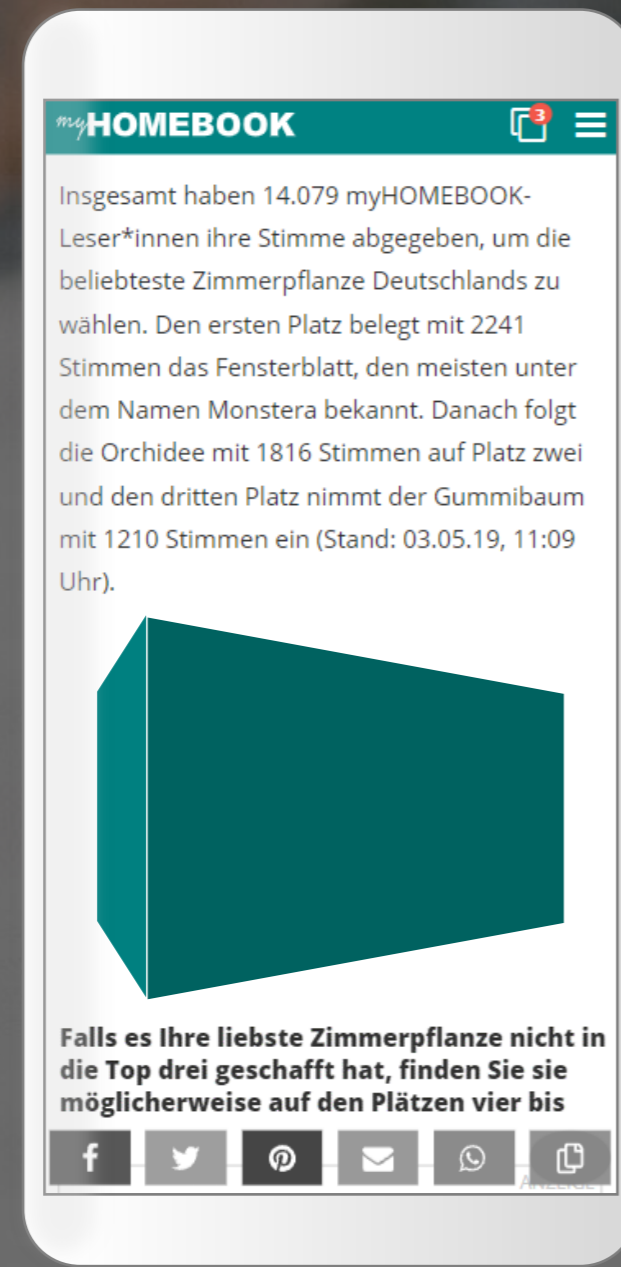 myHOMEBOOK
3
Insgesamt haben 14.079 myHOMEBOOK-
Leser*innen ihre Stimme abgegeben, um die
beliebteste Zimmerpflanze Deutschlands zu
wählen. Den ersten Platz belegt mit 2241
Stimmen das Fensterblatt, den meisten unter
dem Namen Monstera bekannt. Danach folgt
die Orchidee mit 1816 Stimmen auf Platz zwei
und den dritten Platz nimmt der Gummibaum
mit 1210 Stimmen ein (Stand: 03.05.19, 11:09
Uhr).
Falls es Ihre liebste Zimmerpflanze nicht in
die Top drei geschafft hat, finden Sie sie
möglicherweise auf den Plätzen vier bis
ANZEIGE